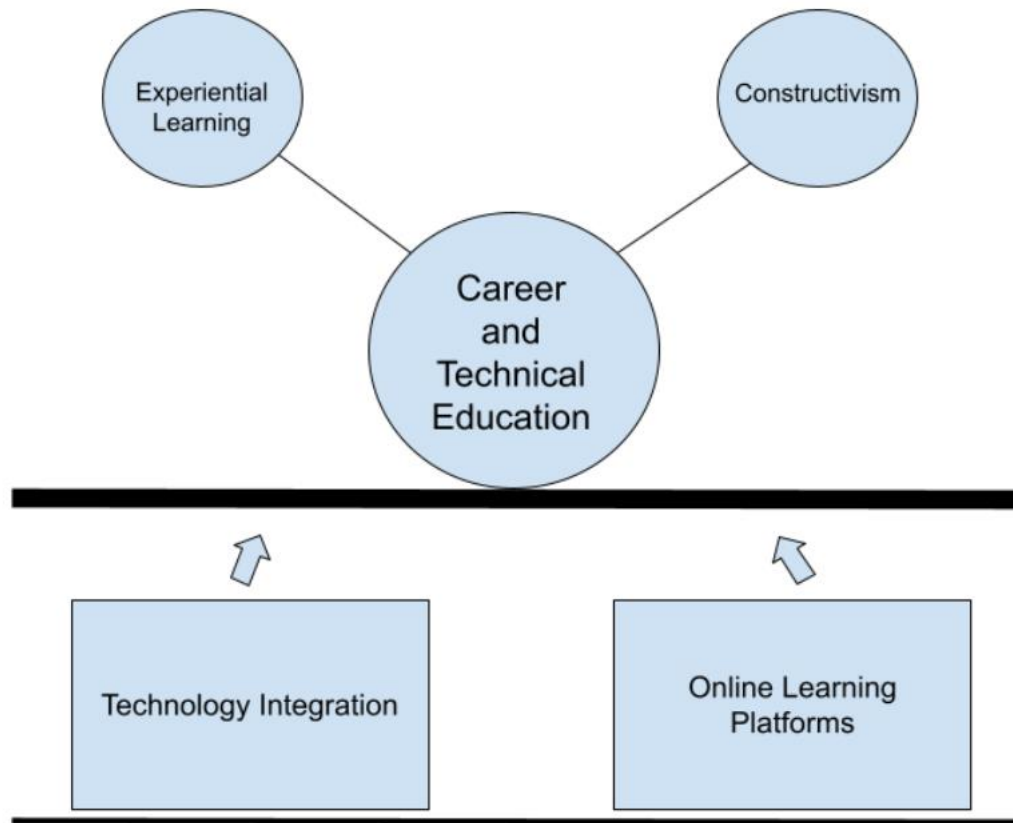 Experiential
Learning
Constructivism
Career
and
Technical
Education
Technology Integration
Online Learning
Platforms